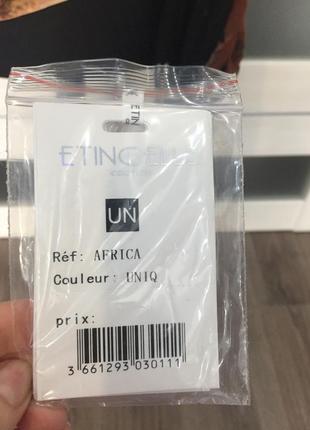 ETINC
UN
Réf: AFRICA
Couleur: UNIQ
prix:
3 661293 030111